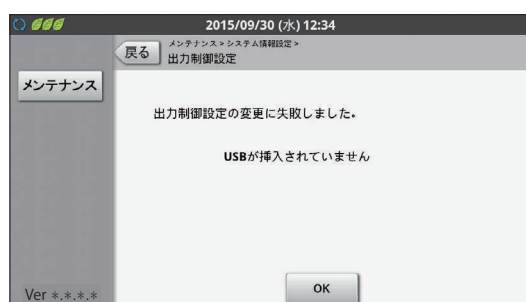 2015/09/30 (水) 12:34
戻る
メンテナンス > システム情報設定 >
出力制御設定
メンテナンス
出力制御設定の変更に失敗しました。
USBが挿入されていません
OK
Ver *.*.*.*